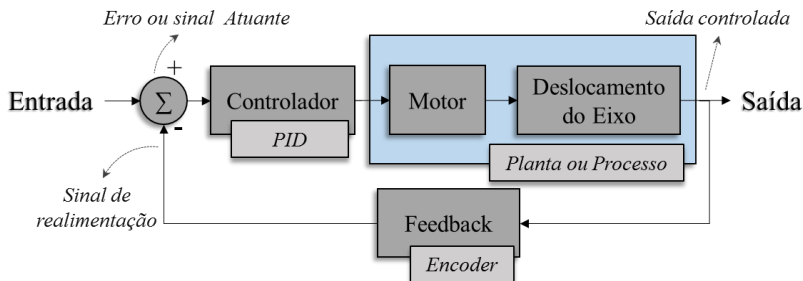 Erro ou sinal Atuante
Saída controlada
+
Entrada
Σ
Controlador
Motor
Deslocamento
do Eixo
Saída
-
PID
Planta ou Processo
Sinal de
realimentação
Feedback
Encoder